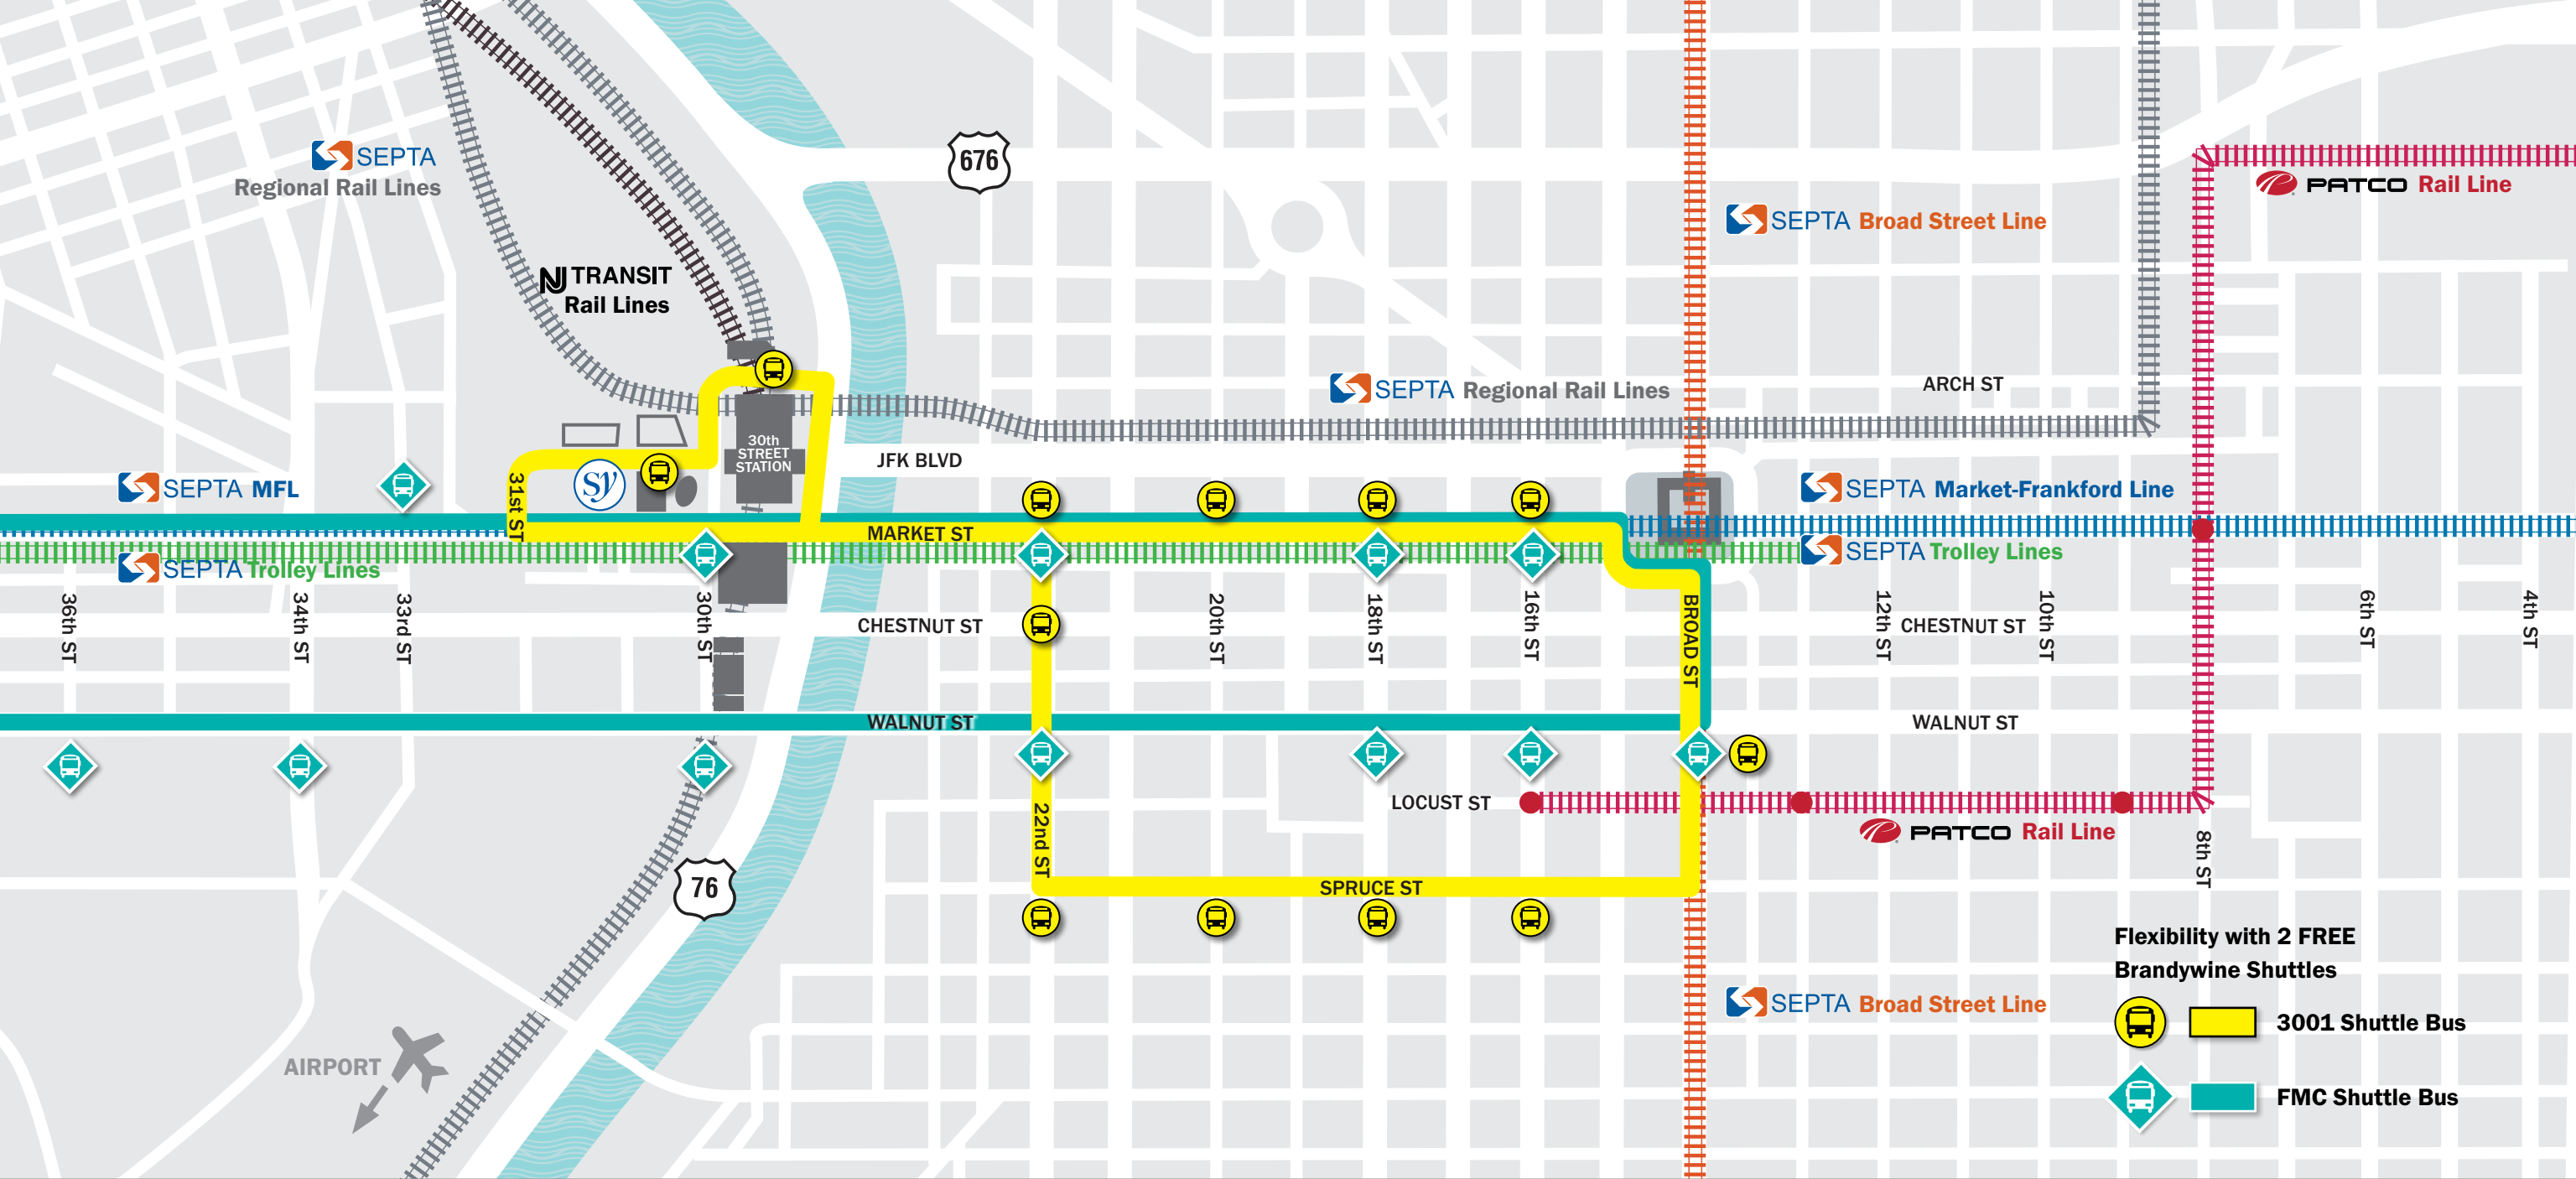 676
SEPTA
Regional Rail Lines
PATCO Rail Line
SEPTA Broad Street Line
NJ TRANSIT
Rail Lines
SEPTA Regional Rail Lines
ARCH ST
30th
STREET
STATION
JFK BLVD
31st ST
SY
SEPTA MFL
SEPTA Market-Frankford Line
MARKET ST
SEPTA Trolley Lines
SEPTA Trolley Lines
36th ST
34th ST
33rd ST
30th ST
CHESTNUT ST
20th ST
18th ST
16th ST
BROAD ST
12th ST
CHESTNUT ST
10th ST
6th ST
4th ST
WALNUT ST
WALNUT ST
22nd ST
LOCUST ST
PATCO Rail Line
8th ST
76
SPRUCE ST
Flexibility with 2 FREE
Brandywine Shuttles
SEPTA Broad Street Line
3001 Shuttle Bus
AIRPORT
FMC Shuttle Bus